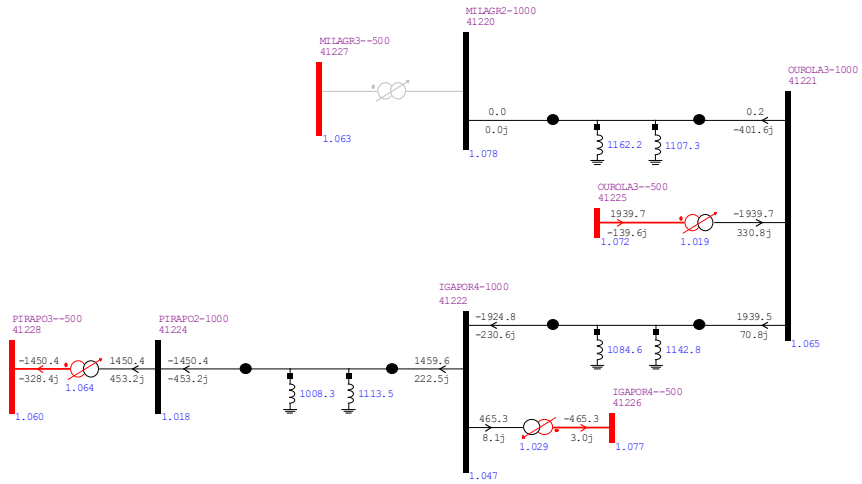 MILAGR2-1000
41220
MILAGR3--500
41227
OUROLA3-1000
41221
0.0
0.2
0.0j
-401.6j
1162.2
1107.3
1.063
1.078
OUROLA3--500
41225
1939.7
-1939.7
-139.6j
330.8j
1.072
1.019
IGAPOR4-1000
41222
PIRAPO3--500
41228
PIRAPO2-1000
41224
-1924.8
1939.5
-230.6j
70.8j
1084.6
1142.8
1.065
-1450.4
1450.4
-1450.4
1459.6
-328.4j
453.2j
-453.2j
222.5j
1.064
1008.3
1113.5
IGAPOR4--500
41226
1.060
1.018
465.3
-465.3
8.1j
3.0j
1.029
1.077
1.047